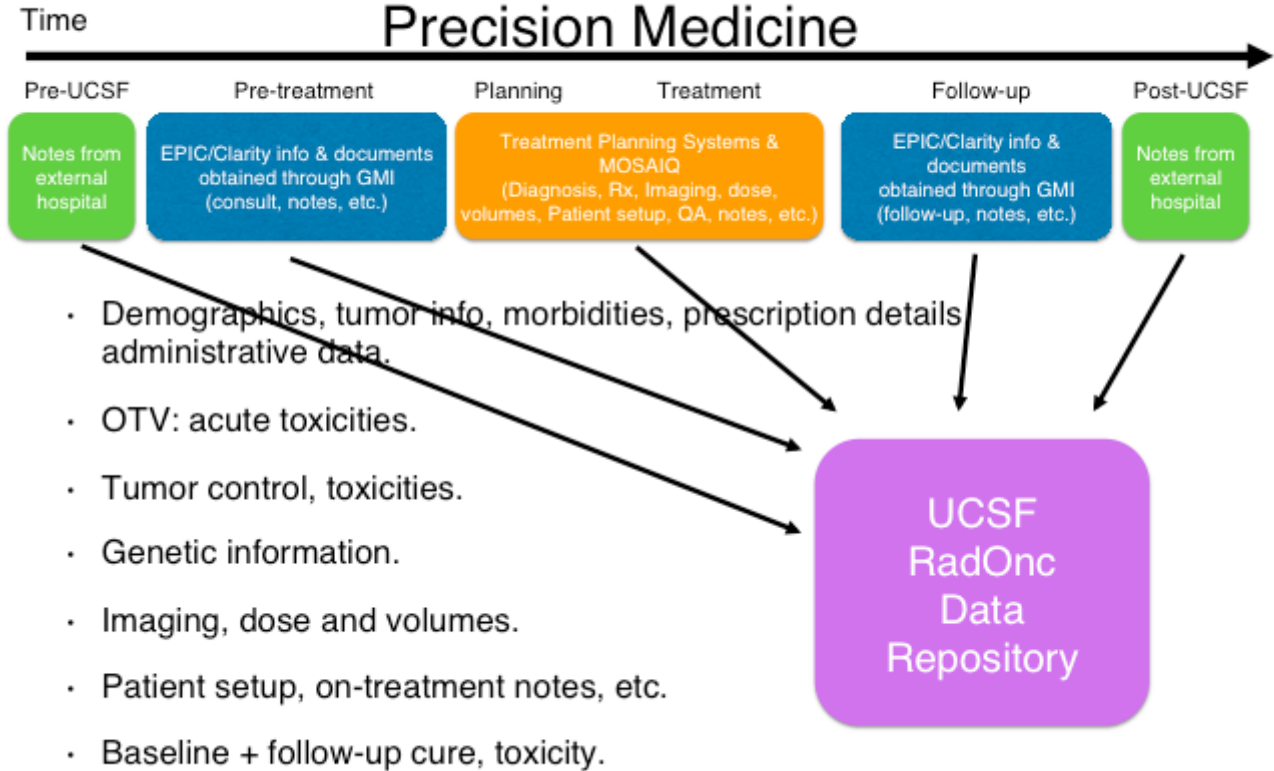 Time
Precision Medicine
Pre-UCSF
Pre-treatment
Planning
Treatment
Follow-up
Post-UCSF
Notes from
external
hospital
EPIC/Clarity info & documents
obtained through GMI
(consult, notes, etc.)
Treatment Planning Systems &
MOSAIQ
(Diagnosis, Rx, Imaging, dose,
volumes, Patient setup, QA, notes, etc.)
EPIC/Clarity info &
documents
obtained through GMI
(follow-up, notes, etc.)
Notes from
external
hospital
· Demographics, tumor info, morbidities, prescription details
administrative data.
· OTV: acute toxicities.
· Tumor control, toxicities.
· Genetic information.
· Imaging, dose and volumes.
· Patient setup, on-treatment notes, etc.
· Baseline + follow-up cure, toxicity.
UCSF
RadOnc
Data
Repository